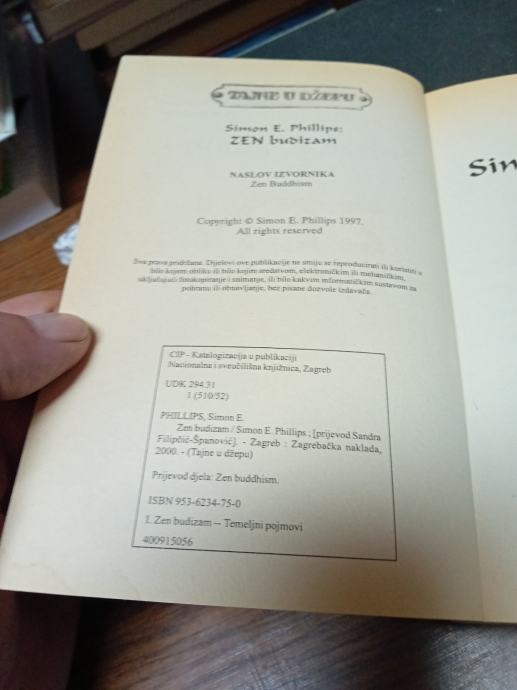 TAJNE U DŽEPU
Simon E. Phillips:
ZEN budizam
NASLOV IZVORNIKA
Zen Buddhism
Copyright © Simon E. Phillips 1997.
All rights reserved
Sva prava pridržana. Dijelovi ove publikacije ne smiju se reproducirati ili koristiti u
bilo kojem obliku ili bilo kojim sredstvom, elektroničkim ili mehaničkim,
uključujući fotokopiranje i snimanje, ili bilo kakvim informatičkim sustavom za
pohranu ili obnavljanje, bez pisane dozvole izdavača.
CIP - Katalogizacija u publikaciji
Nacionalna i sveučilišna knjižnica, Zagreb
UDK 294.31
1 (510/52)
PHILLIPS, Simon E.
Zen budizam / Simon E. Phillips ; [prijevod Sandra
Filipčić-Španović]. - Zagreb : Zagrebačka naklada,
2000. - (Tajne u džepu)
Prijevod djela: Zen buddhism.
ISBN 953-6234-75-0
1. Zen budizam -- Temeljni pojmovi
400915056
Sim